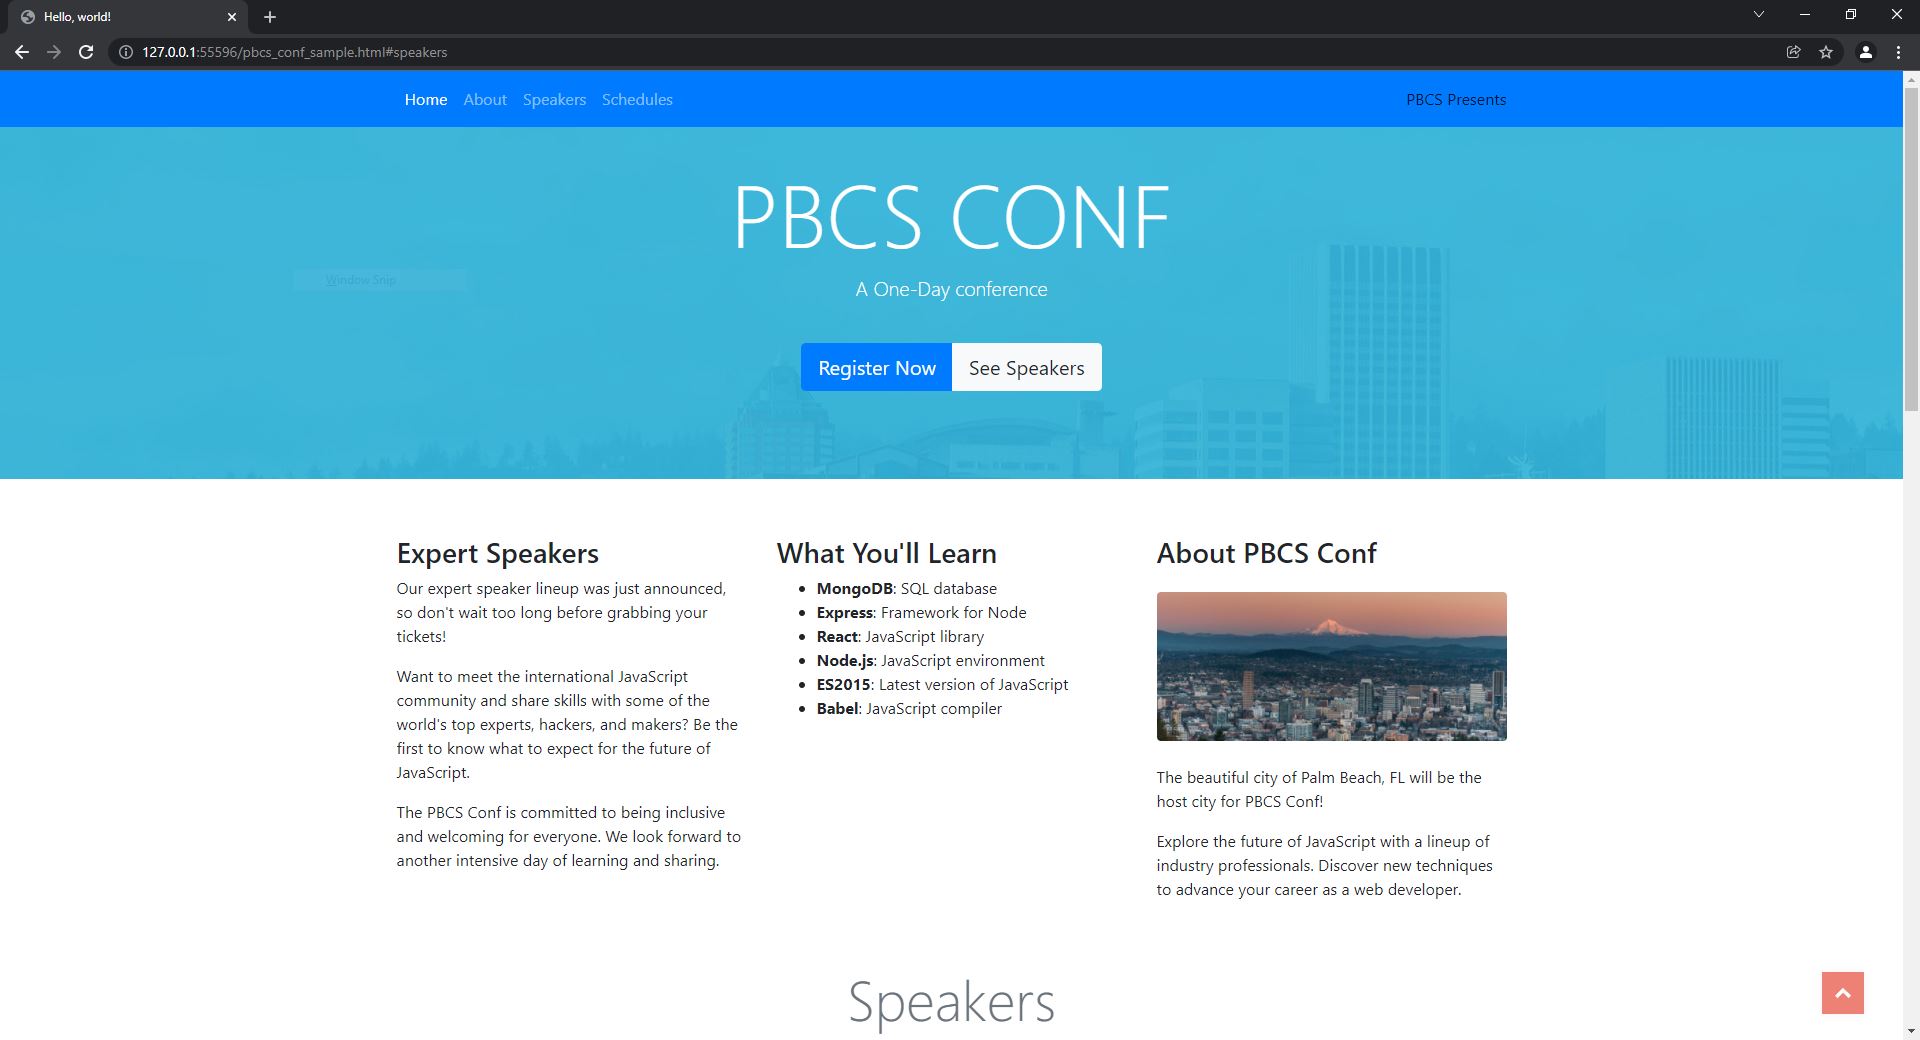 Hello, world!
127.0.0.1:55596/pbcs_conf_sample.html#speakers
Home About Speakers Schedules PBCS Presents
PBCS CONF
Window Snip
A One-Day conference
Register Now See Speakers
Expert Speakers
Our expert speaker lineup was just announced,
so don't wait too long before grabbing your
tickets!
Want to meet the international JavaScript
community and share skills with some of the
world's top experts, hackers, and makers? Be the
first to know what to expect for the future of
JavaScript.
The PBCS Conf is committed to being inclusive
and welcoming for everyone. We look forward to
another intensive day of learning and sharing.
What You'll Learn
• MongoDB: SQL database
• Express: Framework for Node
• React: JavaScript library
• Node.js: JavaScript environment
• ES2015: Latest version of JavaScript
• Babel: JavaScript compiler
About PBCS Conf
The beautiful city of Palm Beach, FL will be the
host city for PBCS Conf!
Explore the future of JavaScript with a lineup of
industry professionals. Discover new techniques
to advance your career as a web developer.
Speakers